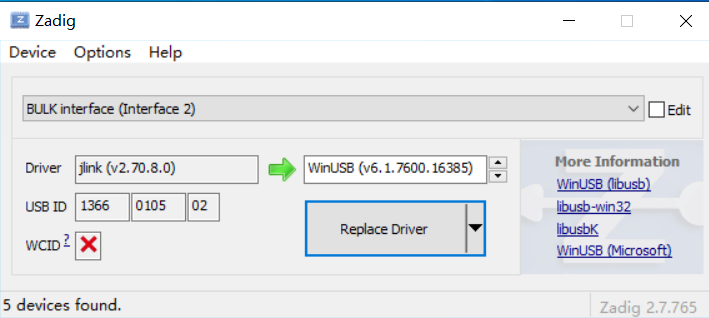 Zadig
Device Options Help
BULK interface (Interface 2)
Edit
Driver jlink (v2.70.8.0) WinUSB (v6.1.7600.16385)
USB ID 1366 0105 02
WCID ?
Replace Driver
More Information
WinUSB (libusb)
libusb-win32
libusbK
WinUSB (Microsoft)
5 devices found.
Zadig 2.7.765